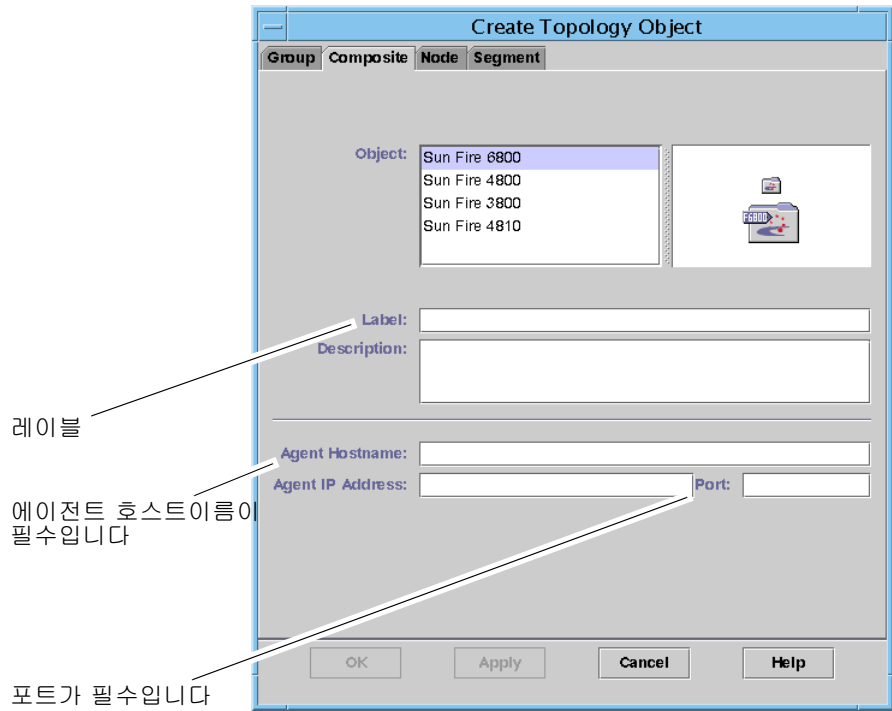 Create Topology Object
Group Composite Node Segment
Object:
Sun Fire 6800
Sun Fire 4800
Sun Fire 3800
Sun Fire 4810
F6800
Label:
Description:
레이블
Agent Hostname:
Agent IP Address:
Port:
에이전트 호스트이름이
필수입니다
OK Apply Cancel Help
포트가 필수입니다